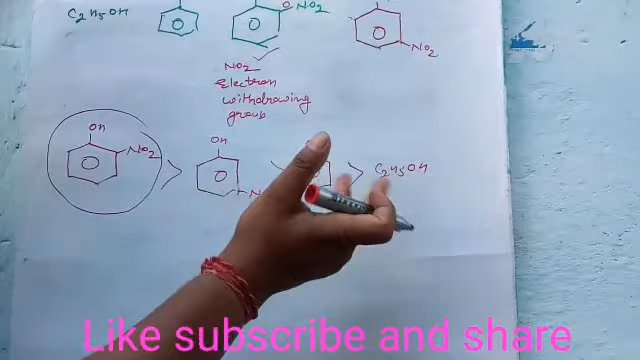 C2H5OH
O NO2
NO2
NO2
Electron
withdrawing
group
OH
NO2 >
OH
> C2H5OH
Like subscribe and share